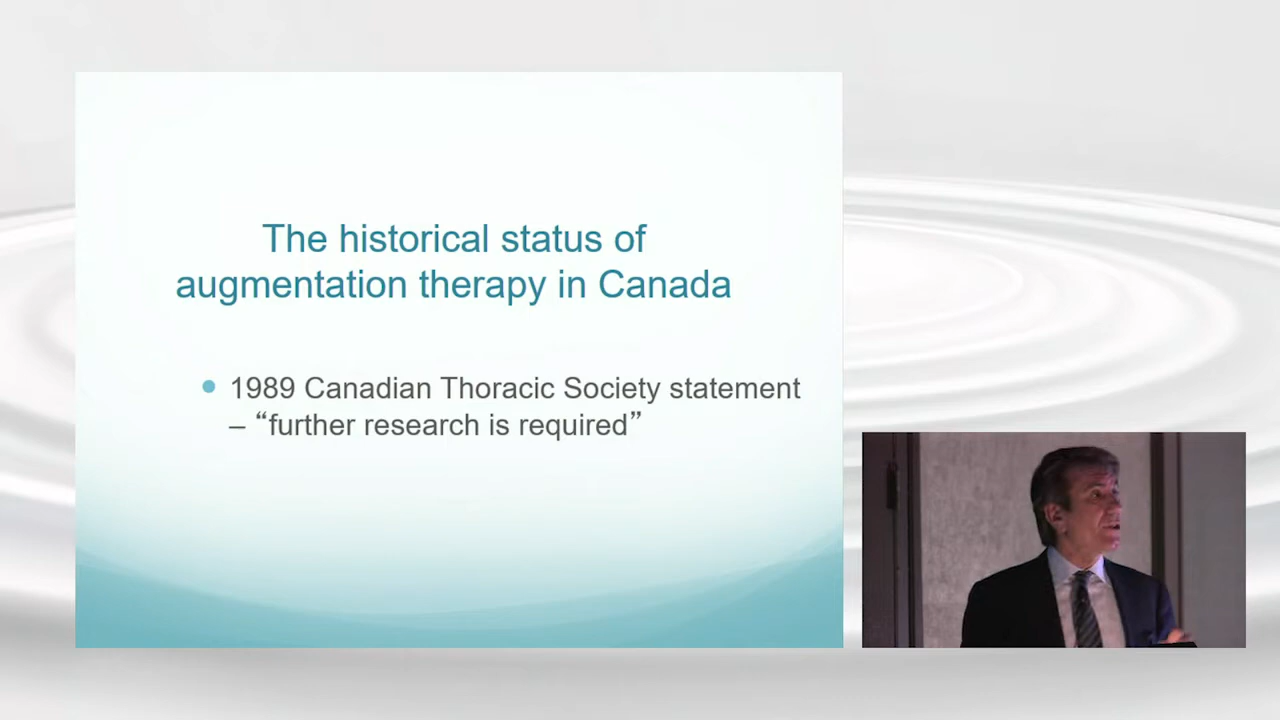 The historical status of
augmentation therapy in Canada
1989 Canadian Thoracic Society statement
– “further research is required”